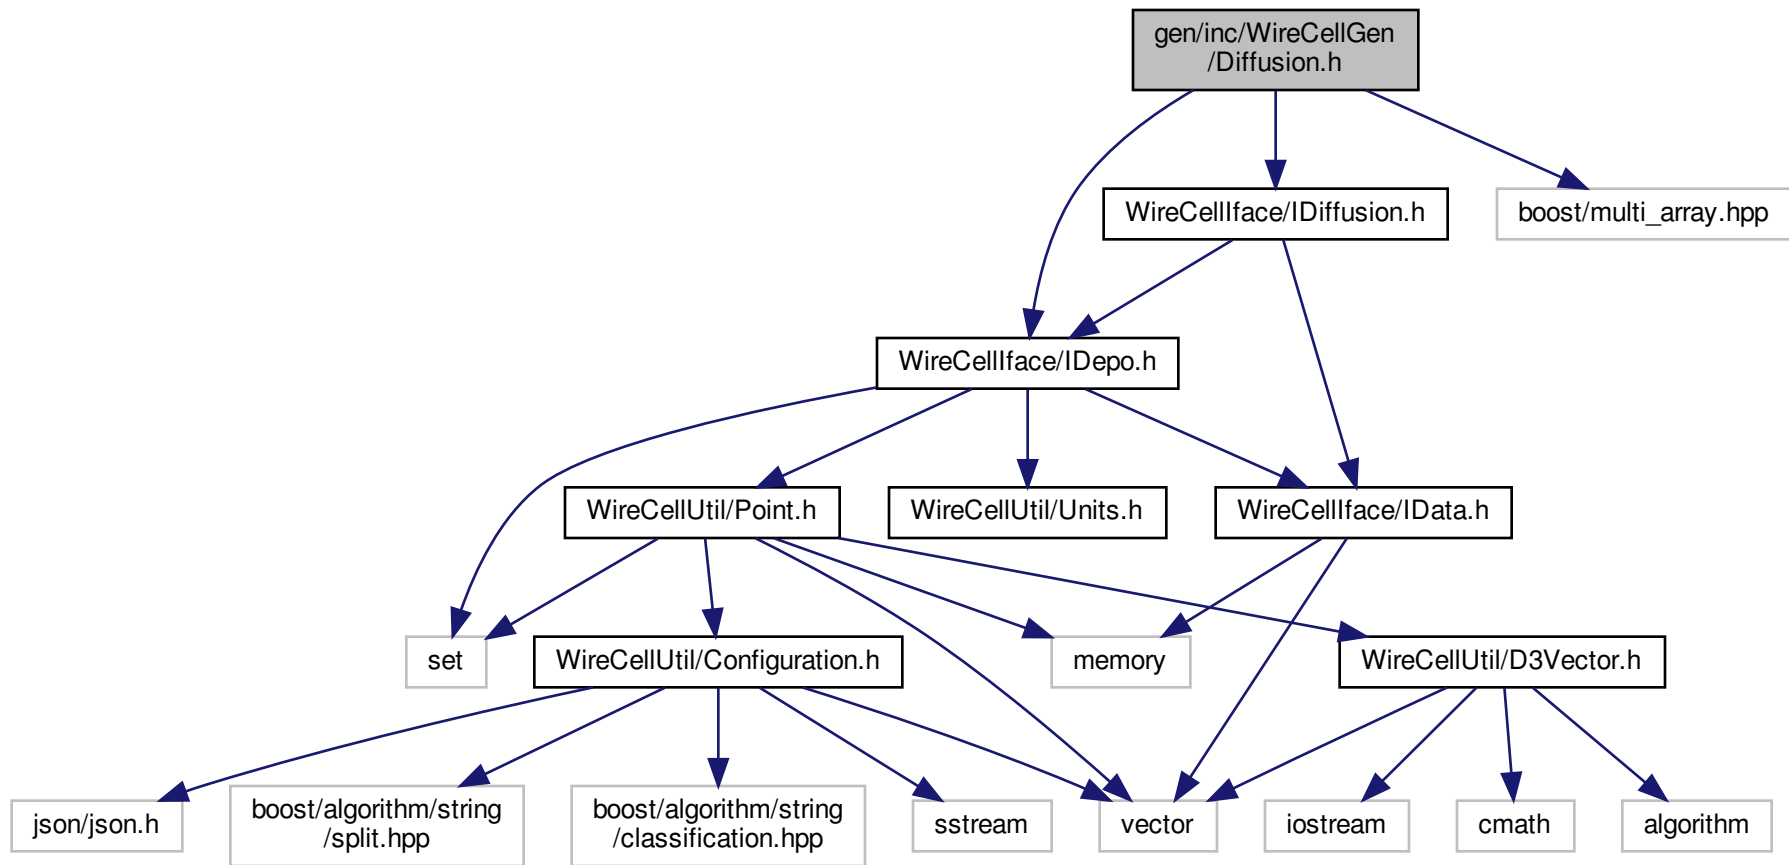 gen/inc/WireCellGen
/Diffusion.h
WireCellIface/IDiffusion.h
boost/multi_array.hpp
WireCellIface/IDepo.h
WireCellUtil/Point.h
WireCellUtil/Units.h
WireCellIface/IData.h
set
WireCellUtil/Configuration.h
memory
WireCellUtil/D3Vector.h
json/json.h
boost/algorithm/string
/split.hpp
boost/algorithm/string
/classification.hpp
sstream
vector
iostream
cmath
algorithm